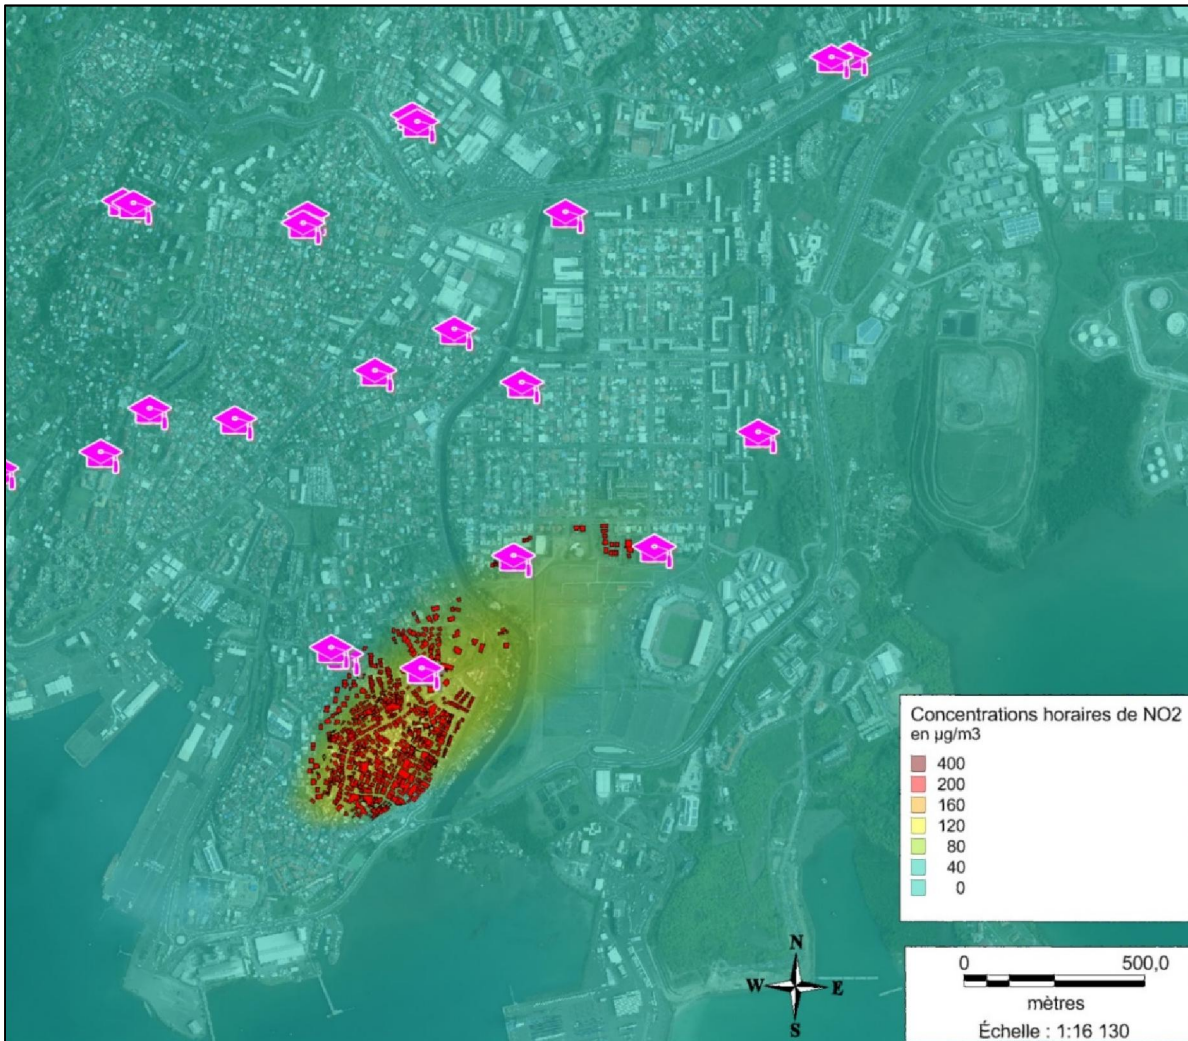 Concentrations horaires de NO2
en µg/m3
400
200
160
120
80
40
0
N
W E
S
0 500,0
mètres
Échelle : 1:16 130